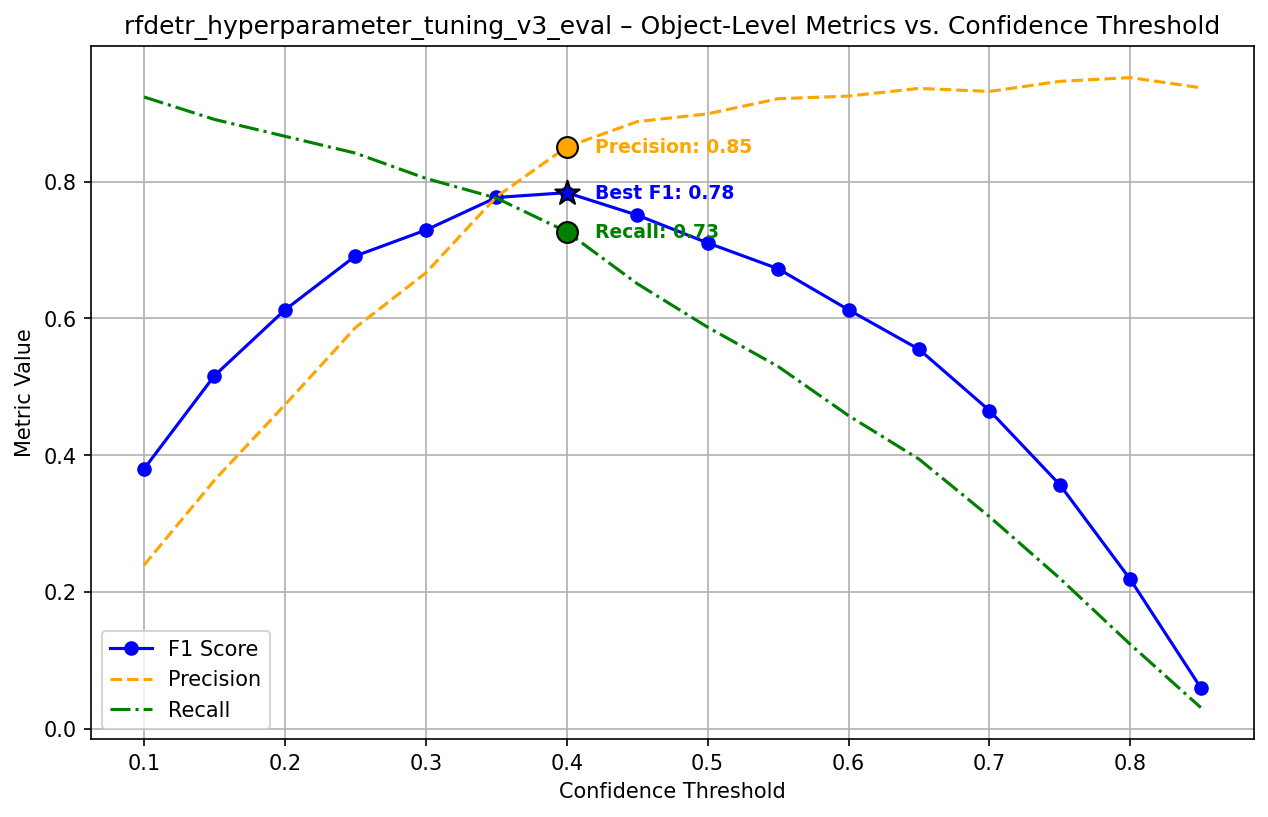 rfdetr_hyperparameter_tuning_v3_eval – Object-Level Metrics vs. Confidence Threshold
Metric Value
0.8
0.6
0.4
0.2
0.0
Precision: 0.85
Best F1: 0.78
Recall: 0.73
F1 Score
Precision
Recall
0.1 0.2 0.3 0.4 0.5 0.6 0.7 0.8
Confidence Threshold